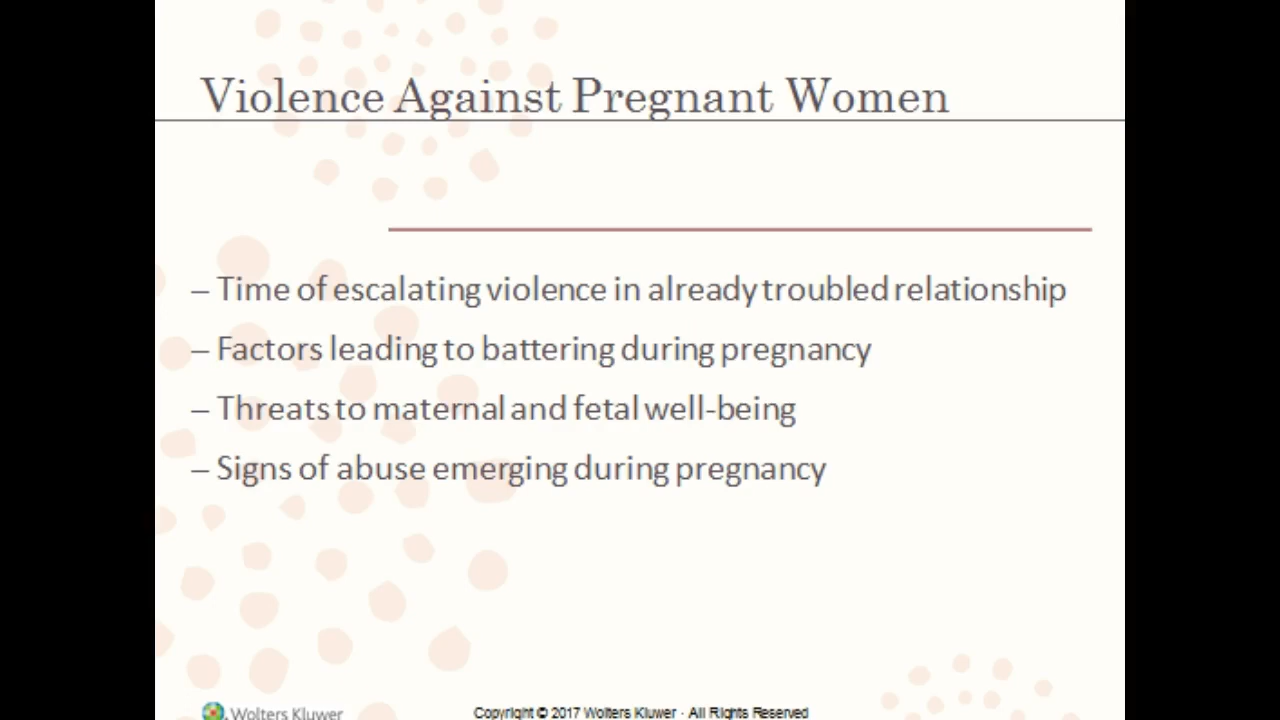 Violence Against Pregnant Women
– Time of escalating violence in already troubled relationship
– Factors leading to battering during pregnancy
– Threats to maternal and fetal well-being
– Signs of abuse emerging during pregnancy
Wolters Kluwer
Copyright © 2017 Wolters Kluwer · All Rights Reserved